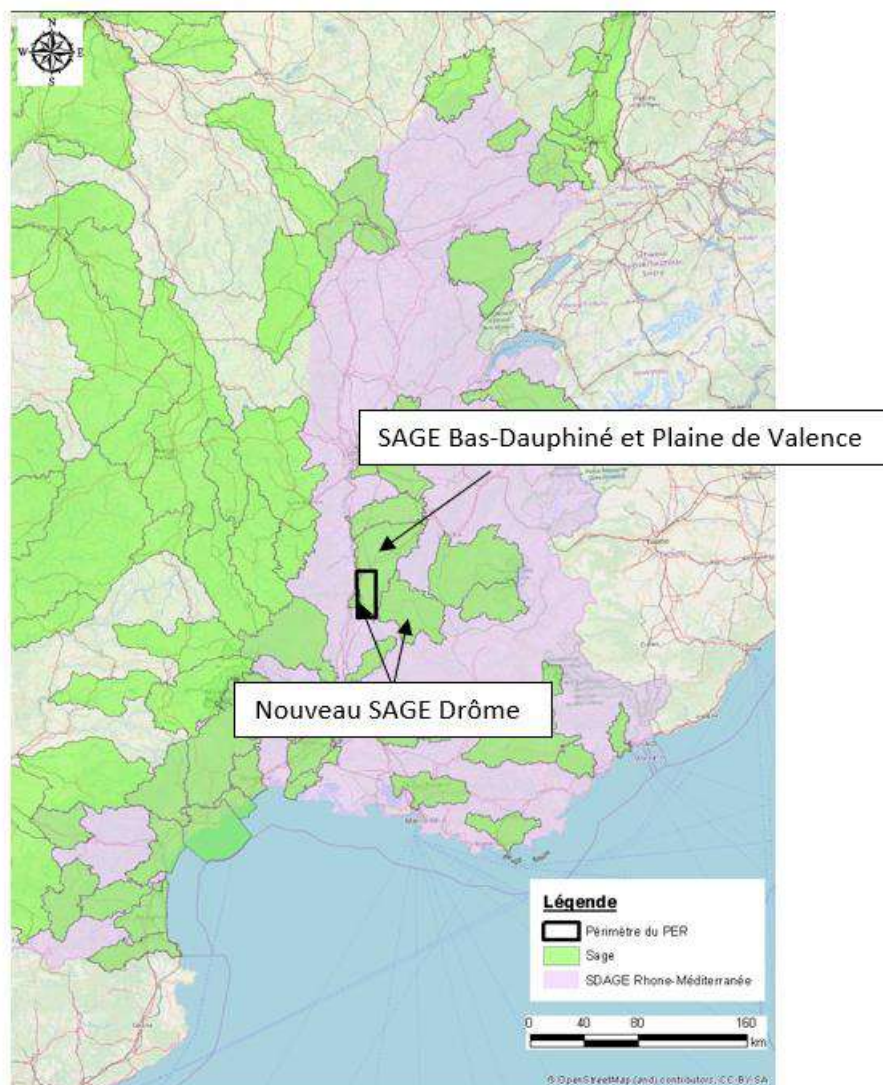 N
W E
S
SAGE Bas-Dauphiné et Plaine de Valence
Nouveau SAGE Drôme
Légende
Périmètre du PER
Sage
SDAGE Rhone-Méditerranée
0 40 80 160
km
© OpenStreetMap (and) contributors, CC-BY-SA